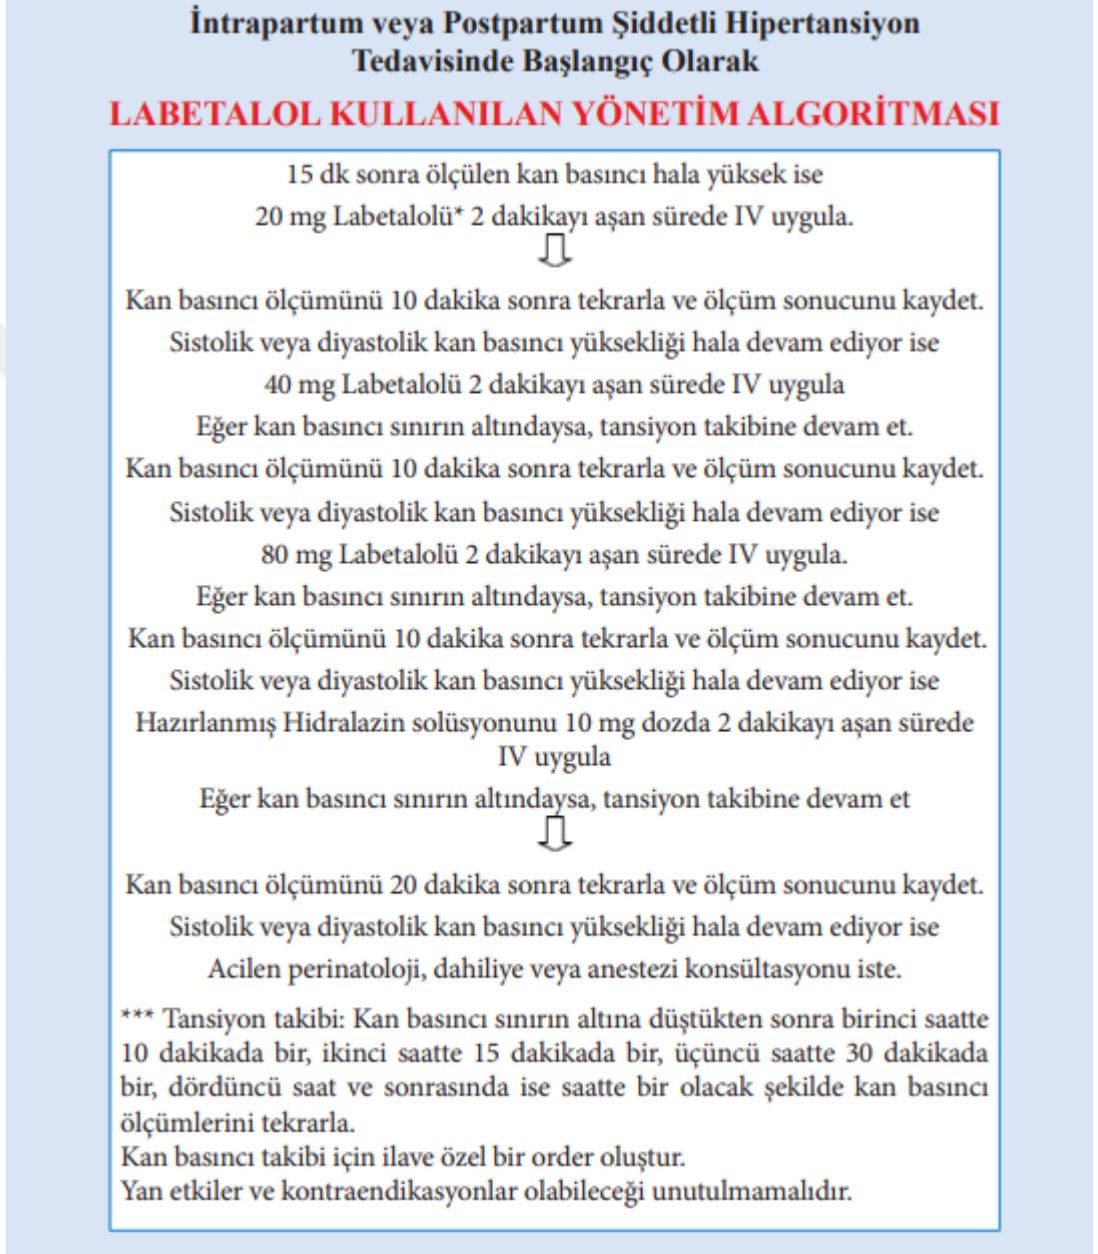 İntrapartum veya Postpartum Şiddetli Hipertansiyon
Tedavisinde Başlangıç Olarak
LABETALOL KULLANILAN YÖNETİM ALGORİTMASI
15 dk sonra ölçülen kan basıncı hala yüksek ise
20 mg Labetalolü* 2 dakikayı aşan sürede IV uygula.
Kan basıncı ölçümünü 10 dakika sonra tekrarla ve ölçüm sonucunu kaydet.
Sistolik veya diyastolik kan basıncı yüksekliği hala devam ediyor ise
40 mg Labetalolü 2 dakikayı aşan sürede IV uygula
Eğer kan basıncı sınırın altındaysa, tansiyon takibine devam et.
Kan basıncı ölçümünü 10 dakika sonra tekrarla ve ölçüm sonucunu kaydet.
Sistolik veya diyastolik kan basıncı yüksekliği hala devam ediyor ise
80 mg Labetalolü 2 dakikayı aşan sürede IV uygula.
Eğer kan basıncı sınırın altındaysa, tansiyon takibine devam et.
Kan basıncı ölçümünü 10 dakika sonra tekrarla ve ölçüm sonucunu kaydet.
Sistolik veya diyastolik kan basıncı yüksekliği hala devam ediyor ise
Hazırlanmış Hidralazin solüsyonunu 10 mg dozda 2 dakikayı aşan sürede
IV uygula
Eğer kan basıncı sınırın altındaysa, tansiyon takibine devam et
Kan basıncı ölçümünü 20 dakika sonra tekrarla ve ölçüm sonucunu kaydet.
Sistolik veya diyastolik kan basıncı yüksekliği hala devam ediyor ise
Acilen perinatoloji, dahiliye veya anestezi konsültasyonu iste.
*** Tansiyon takibi: Kan basıncı sınırın altına düştükten sonra birinci saatte
10 dakikada bir, ikinci saatte 15 dakikada bir, üçüncü saatte 30 dakikada
bir, dördüncü saat ve sonrasında ise saatte bir olacak şekilde kan basıncı
ölçümlerini tekrarla.
Kan basıncı takibi için ilave özel bir order oluştur.
Yan etkiler ve kontraendikasyonlar olabileceği unutulmamalıdır.